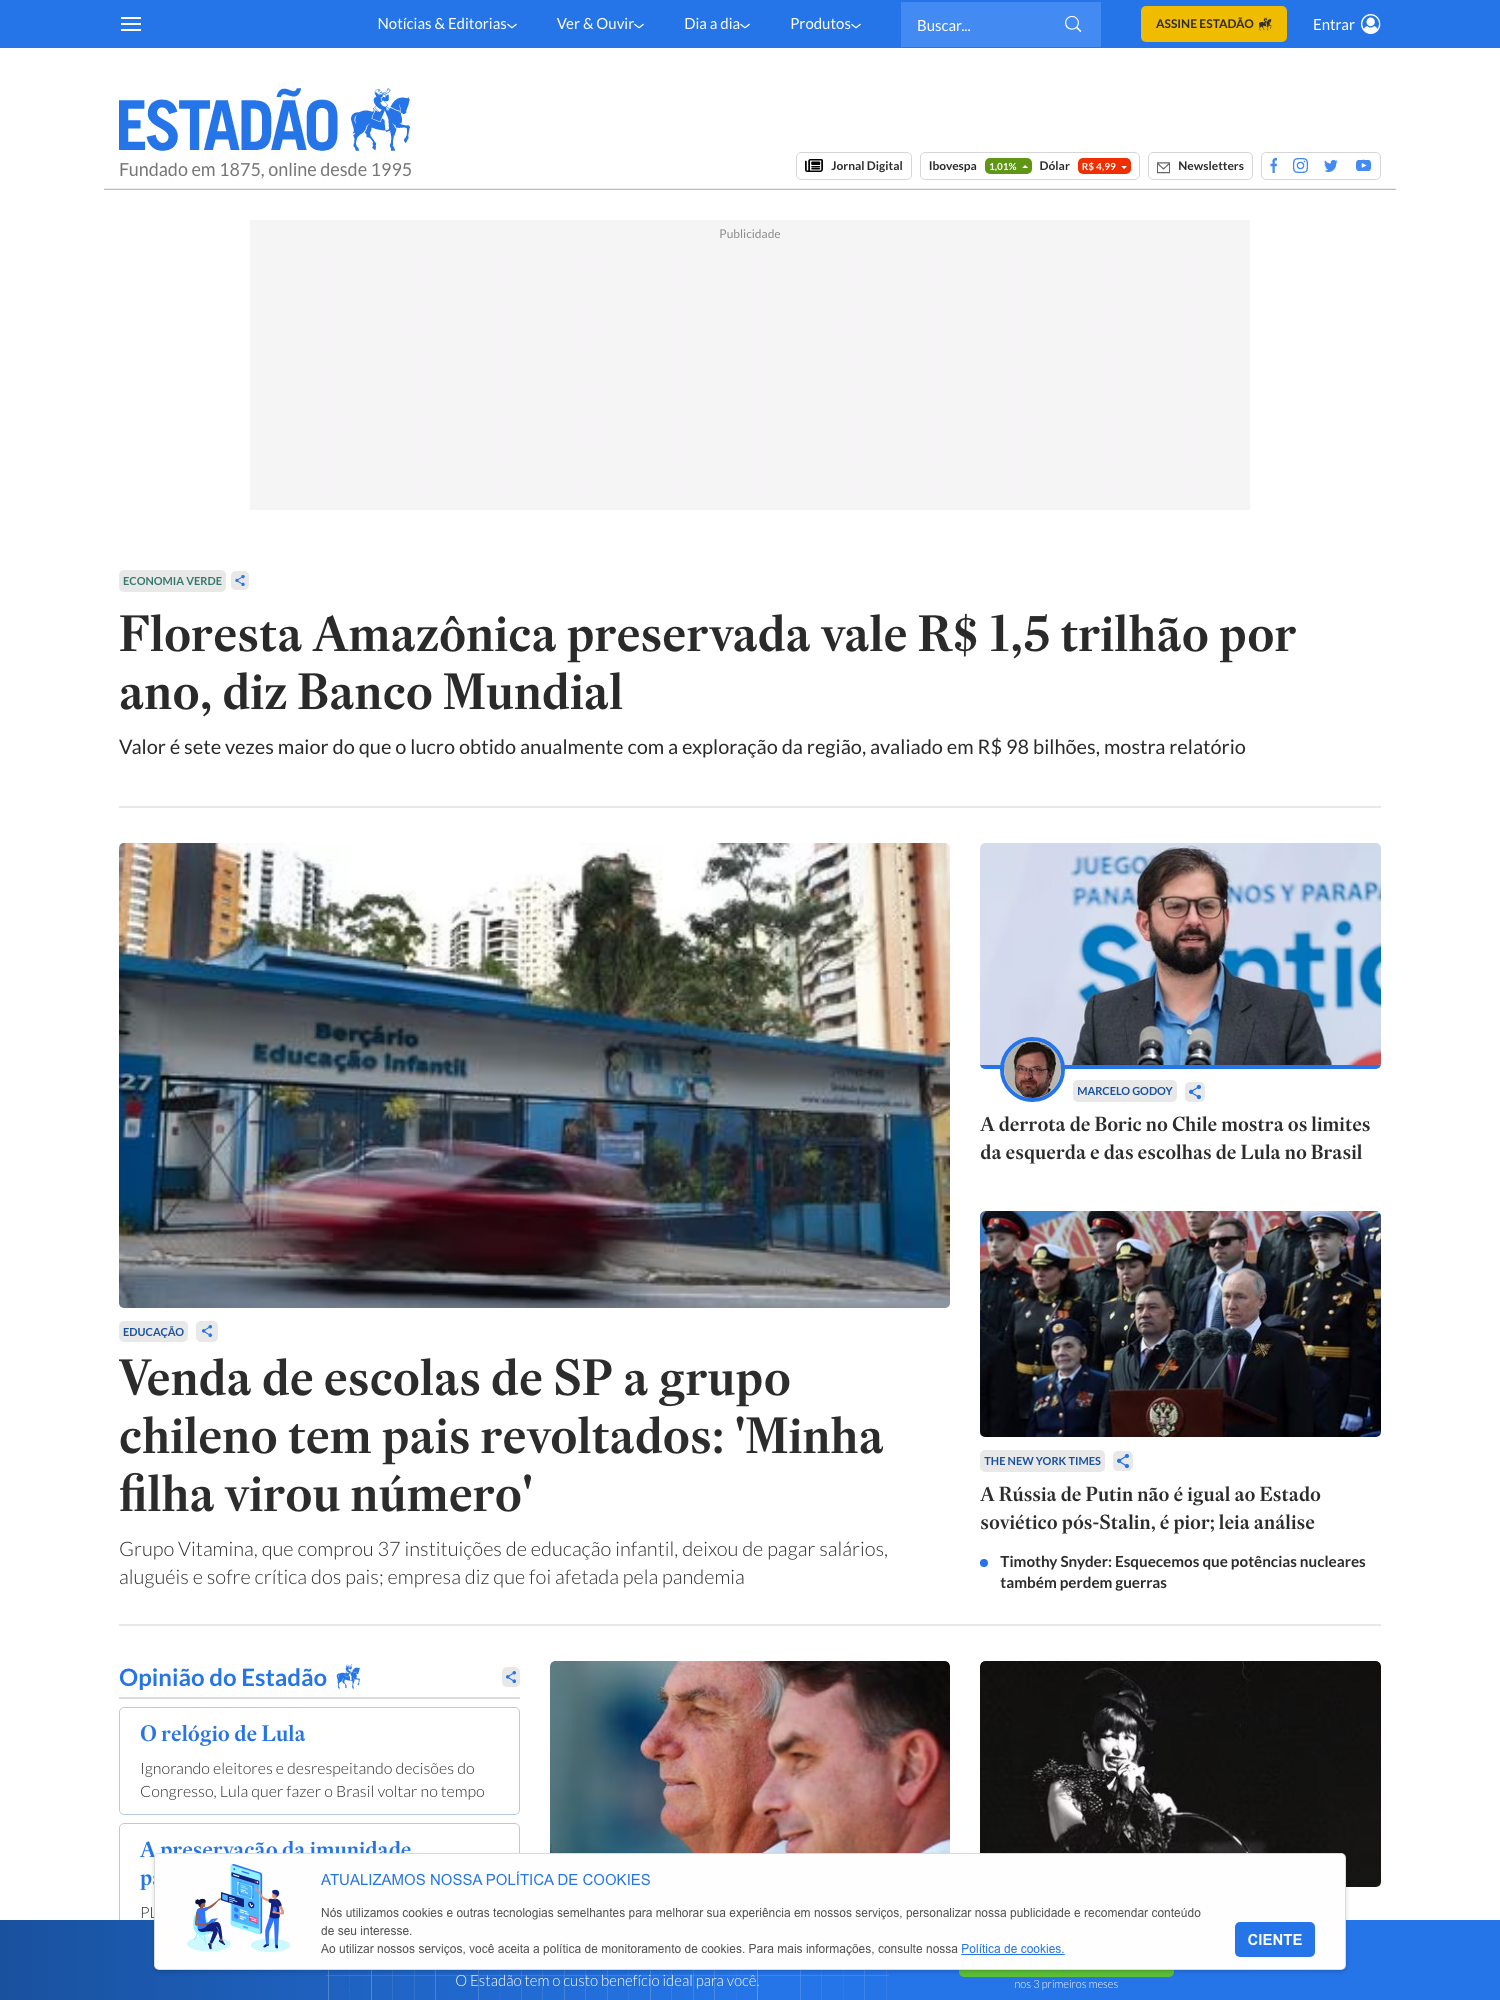 Notícias & Editorias
Ver & Ouvir
Dia a dia
Produtos
Buscar...
ASSINE ESTADÃO
Entrar
ESTADÃO
Fundado em 1875, online desde 1995
Jornal Digital
Ibovespa 1,01% Dólar R$ 4,99
Newsletters
Publicidade
ECONOMIA VERDE
Floresta Amazônica preservada vale R$ 1,5 trilhão por
ano, diz Banco Mundial
Valor é sete vezes maior do que o lucro obtido anualmente com a exploração da região, avaliado em R$ 98 bilhões, mostra relatório
Berçário
Educação Infantil
27
EDUCAÇÃO
Venda de escolas de SP a grupo
chileno tem pais revoltados: 'Minha
filha virou número'
Grupo Vitamina, que comprou 37 instituições de educação infantil, deixou de pagar salários,
aluguéis e sofre crítica dos pais; empresa diz que foi afetada pela pandemia
JUEGO
PANA NOS Y PARAPA
S ntic
MARCELO GODOY
A derrota de Boric no Chile mostra os limites
da esquerda e das escolhas de Lula no Brasil
THE NEW YORK TIMES
A Rússia de Putin não é igual ao Estado
soviético pós-Stalin, é pior; leia análise
Timothy Snyder: Esquecemos que potências nucleares
também perdem guerras
Opinião do Estadão
O relógio de Lula
Ignorando eleitores e desrespeitando decisões do
Congresso, Lula quer fazer o Brasil voltar no tempo
A preservação da imunidade
ATUALIZAMOS NOSSA POLÍTICA DE COOKIES
Nós utilizamos cookies e outras tecnologias semelhantes para melhorar sua experiência em nossos serviços, personalizar nossa publicidade e recomendar conteúdo
de seu interesse.
Ao utilizar nossos serviços, você aceita a política de monitoramento de cookies. Para mais informações, consulte nossa Política de cookies.
CIENTE
O Estadão tem o custo benefício ideal para você.
nos 3 primeiros meses